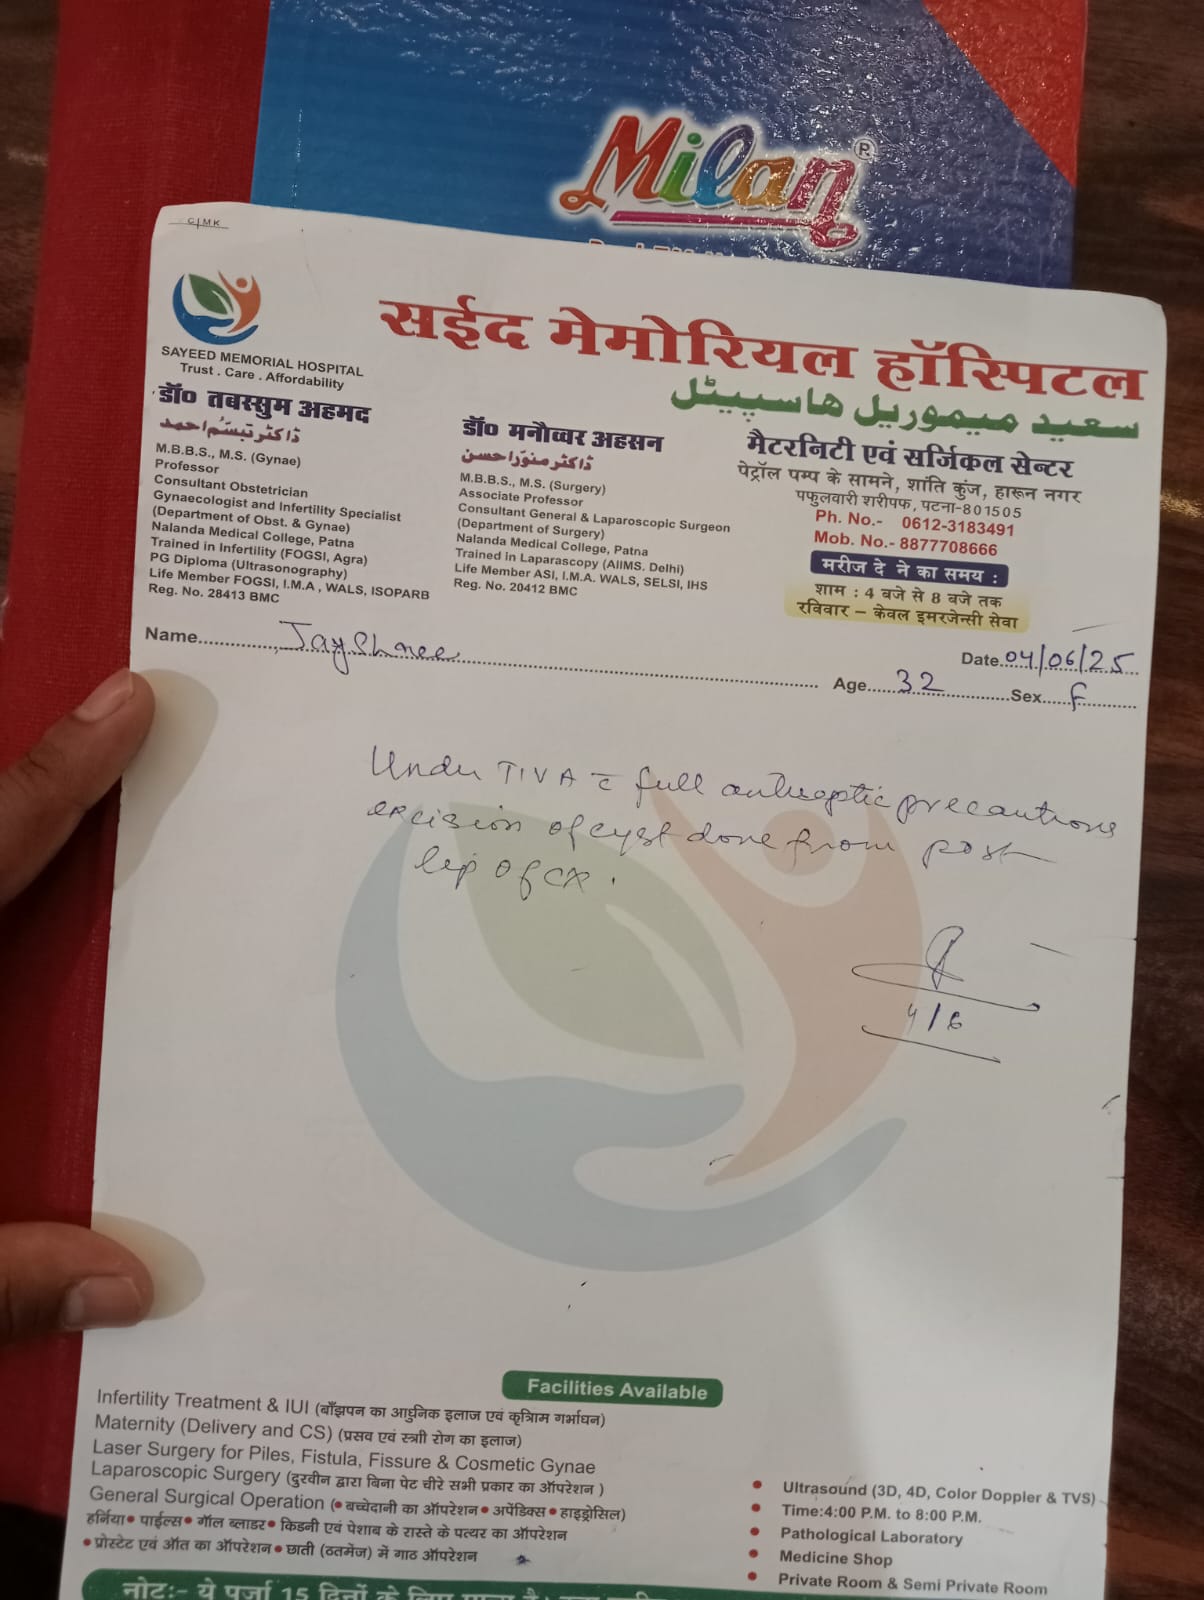 Milan ®
CIMK
सईद मेमोरियल हॉस्पिटल
سعید میموریل ہاسپیٹل
SAYEED MEMORIAL HOSPITAL
Trust . Care . Affordability
डॉ० तबस्सुम अहमद
ڈاکٹر تبسّم احمد
M.B.B.S., M.S. (Gynae)
Professor
Consultant Obstetrician
Gynaecologist and Infertility Specialist
(Department of Obst. & Gynae)
Nalanda Medical College, Patna
Trained in Infertility (FOGSI, Agra)
PG Diploma (Ultrasonography)
Life Member FOGSI, I.M.A , WALS, ISOPARB
Reg. No. 28413 BMC
डॉ० मनौव्वर अहसन
ڈاکٹر منوّر احسن
M.B.B.S., M.S. (Surgery)
Associate Professor
Consultant General & Laparoscopic Surgeon
(Department of Surgery)
Nalanda Medical College, Patna
Trained in Laparascopy (AIIMS. Delhi)
Life Member ASI, I.M.A. WALS, SELSI, IHS
Reg. No. 20412 BMC
मैटरनिटी एवं सर्जिकल सेन्टर
पेट्रॉल पम्प के सामने, शांति कुंज, हारून नगर
पफुलवारी शरीपफ, पटना-801505
Ph. No.- 0612-3183491
Mob. No.- 8877708666
मरीज दे ने का समय :
शाम : 4 बजे से 8 बजे तक
रविवार – केवल इमरजेन्सी सेवा
Name Jayshree
Date 04/06/25
Age 32 Sex F
Under TIVA c̄ full antiseptic precautions
excision of cyst done from post
lip of cx.
4/6
Facilities Available
Infertility Treatment & IUI (बाँझपन का आधुनिक इलाज एवं कृत्रिाम गर्भाधन)
Maternity (Delivery and CS) (प्रसव एवं स्त्राी रोग का इलाज)
Laser Surgery for Piles, Fistula, Fissure & Cosmetic Gynae
Laparoscopic Surgery (दुरवीन द्वारा बिना पेट चीरे सभी प्रकार का ऑपरेशन )
General Surgical Operation (• बच्चेदानी का ऑपरेशन • अपेंडिक्स • हाइड्रोसिल)
हर्निया • पाईल्स • गॉल ब्लाडर • किडनी एवं पेशाब के रास्ते के पत्थर का ऑपरेशन
• प्रोस्टेट एवं ऑत का ऑपरेशन • छाती (ठतमेंज) में गाठ ऑपरेशन
• Ultrasound (3D, 4D, Color Doppler & TVS)
• Time:4:00 P.M. to 8:00 P.M.
• Pathological Laboratory
• Medicine Shop
• Private Room & Semi Private Room
नोटः- ये पुर्जा 15 दिनों के लिए